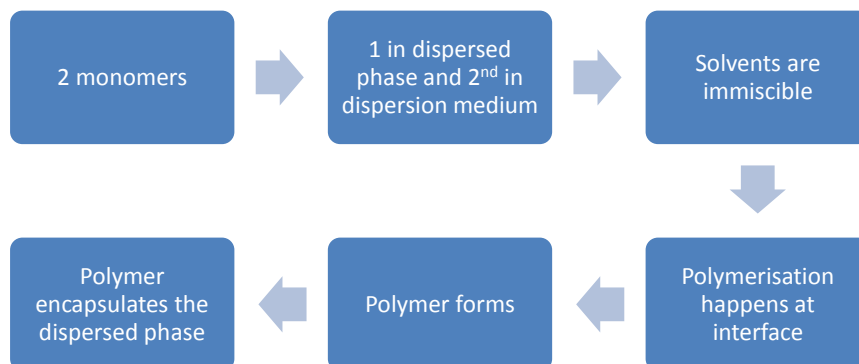 2 monomers
1 in dispersed
phase and 2nd in
dispersion medium
Solvents are
immiscible
Polymerisation
happens at
interface
Polymer forms
Polymer
encapsulates the
dispersed phase